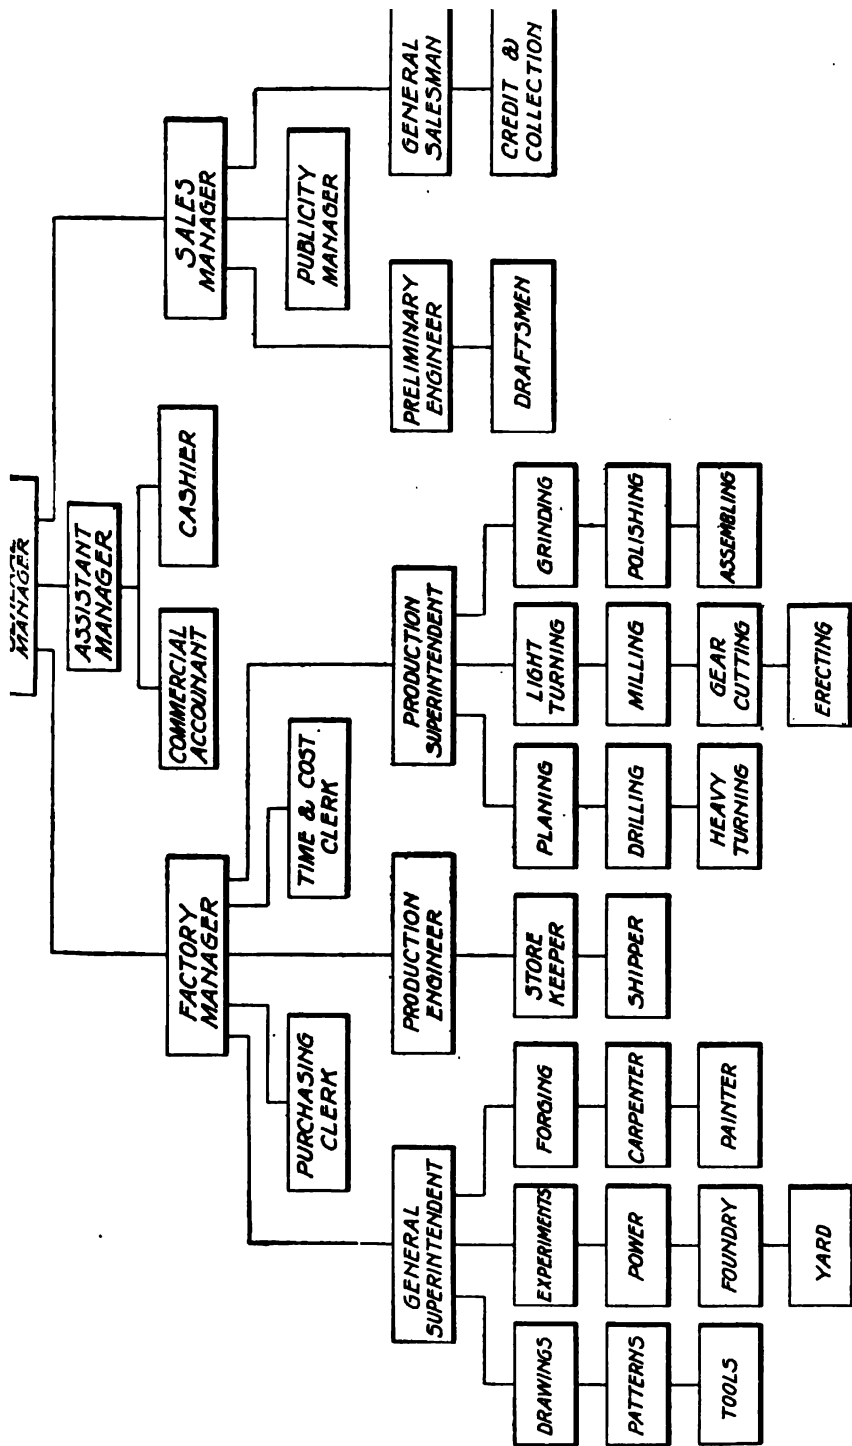 MANAGER
ASSISTANT
MANAGER
COMMERCIAL
ACCOUNANT
CASHIER
FACTORY
MANAGER
SALES
MANAGER
PURCHASING
CLERK
TIME & COST
CLERK
PUBLICITY
MANAGER
GENERAL
SUPERINTENDENT
PRODUCTION
ENGINEER
PRODUCTION
SUPERINTENDENT
PRELIMINARY
ENGINEER
GENERAL
SALESMAN
DRAFTSMEN
CREDIT &
COLLECTION
DRAWINGS
EXPERIMENTS
FORGING
STORE
KEEPER
PLANING
LIGHT
TURNING
GRINDING
PATTERNS
POWER
CARPENTER
SHIPPER
DRILLING
MILLING
POLISHING
TOOLS
FOUNDRY
PAINTER
HEAVY
TURNING
GEAR
CUTTING
ASSEMBLING
YARD
ERECTING